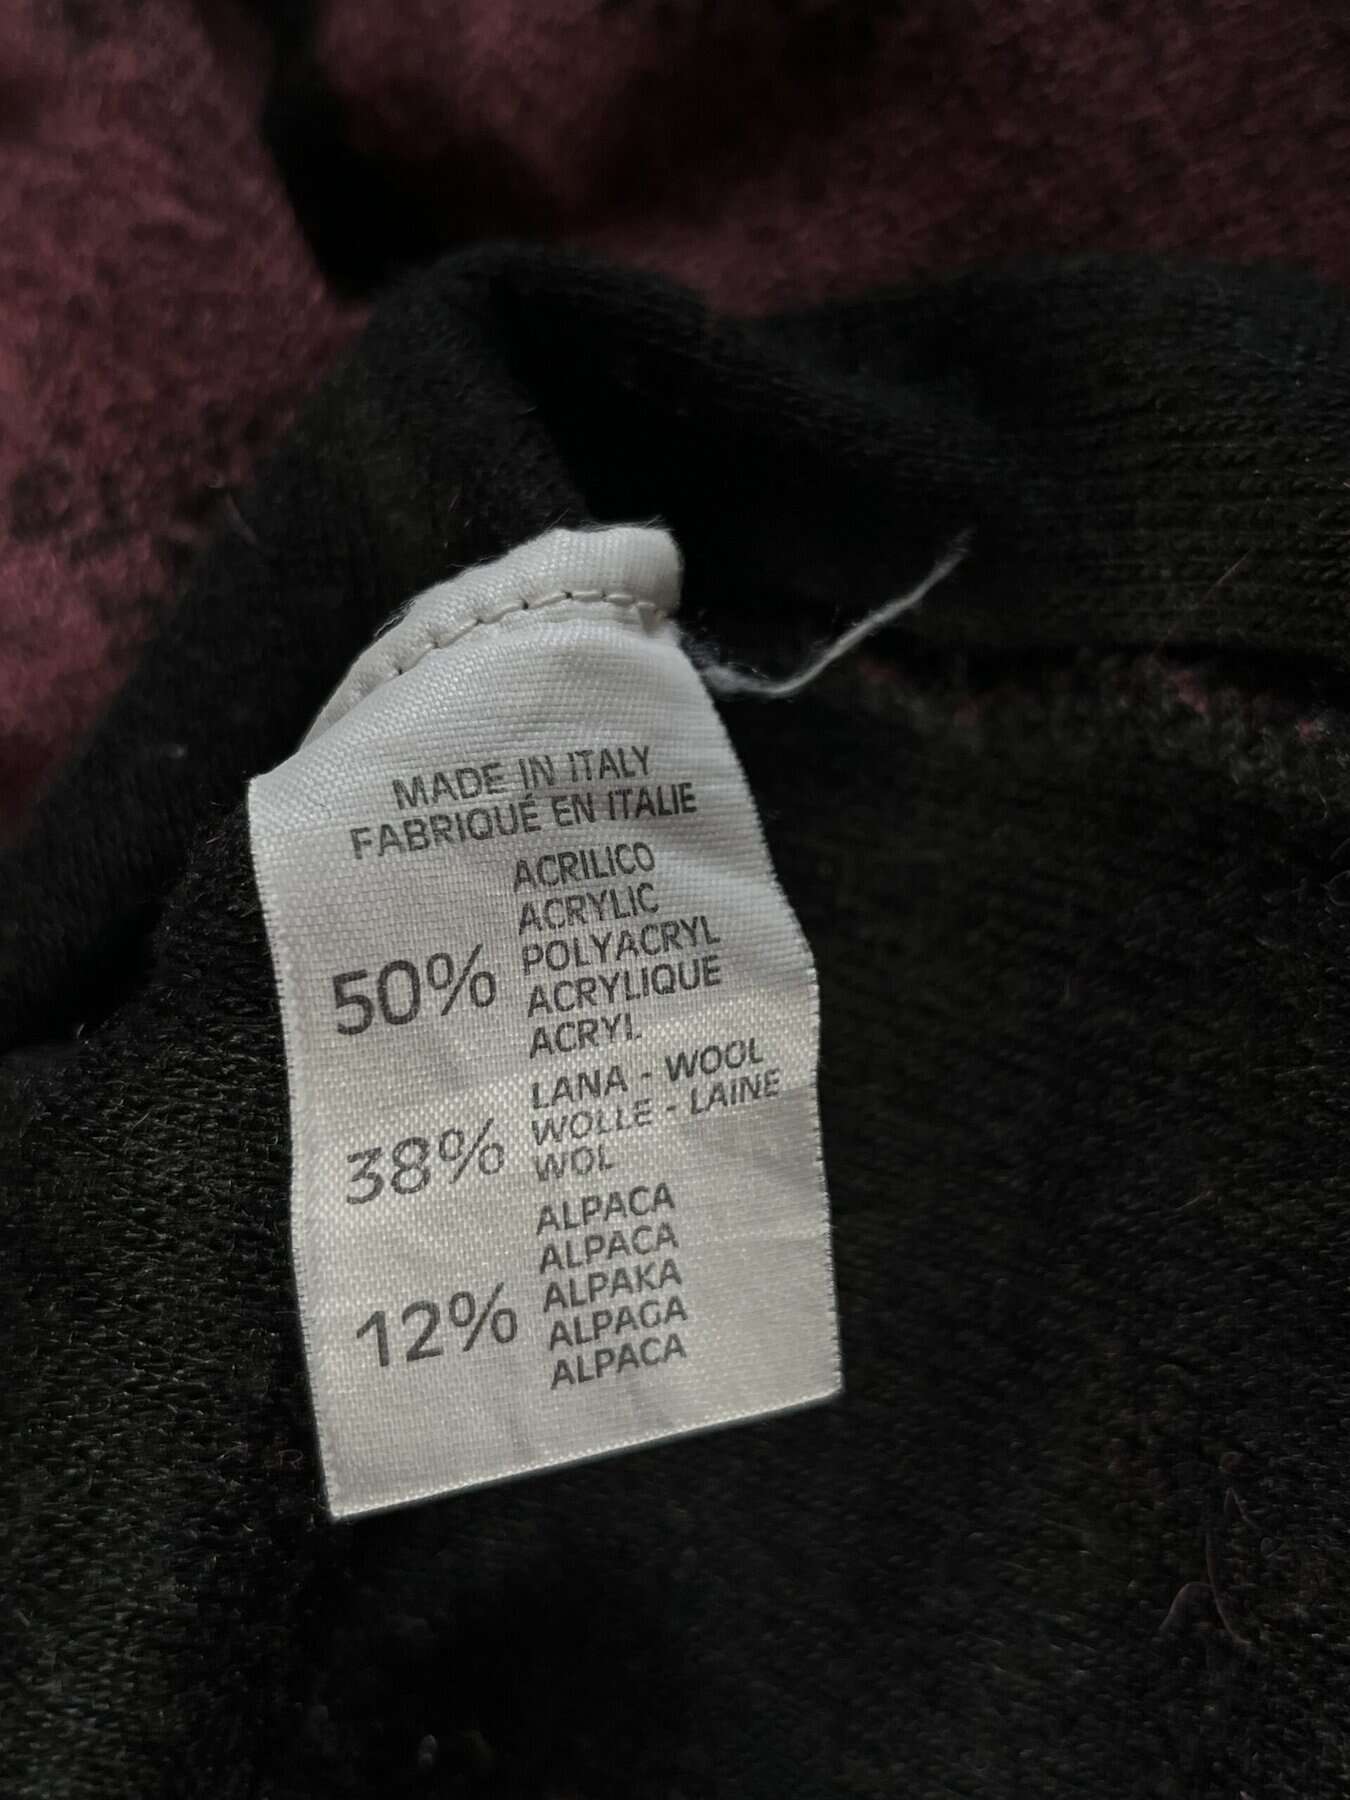 MADE IN ITALY
FABRIQUÉ EN ITALIE
ACRILICO
ACRYLIC
50% POLYACRYL
ACRYLIQUE
ACRYL
LANA - WOOL
38% WOLLE - LAINE
WOL
ALPACA
ALPACA
12% ALPAKA
ALPAGA
ALPACA